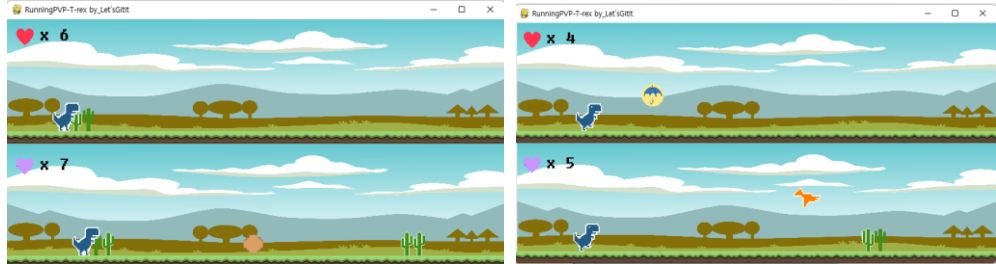 RunningPVP-T-rex by_Let'sGitIt
x 6
x 7
RunningPVP-T-rex by_Let'sGitIt
x 4
x 5